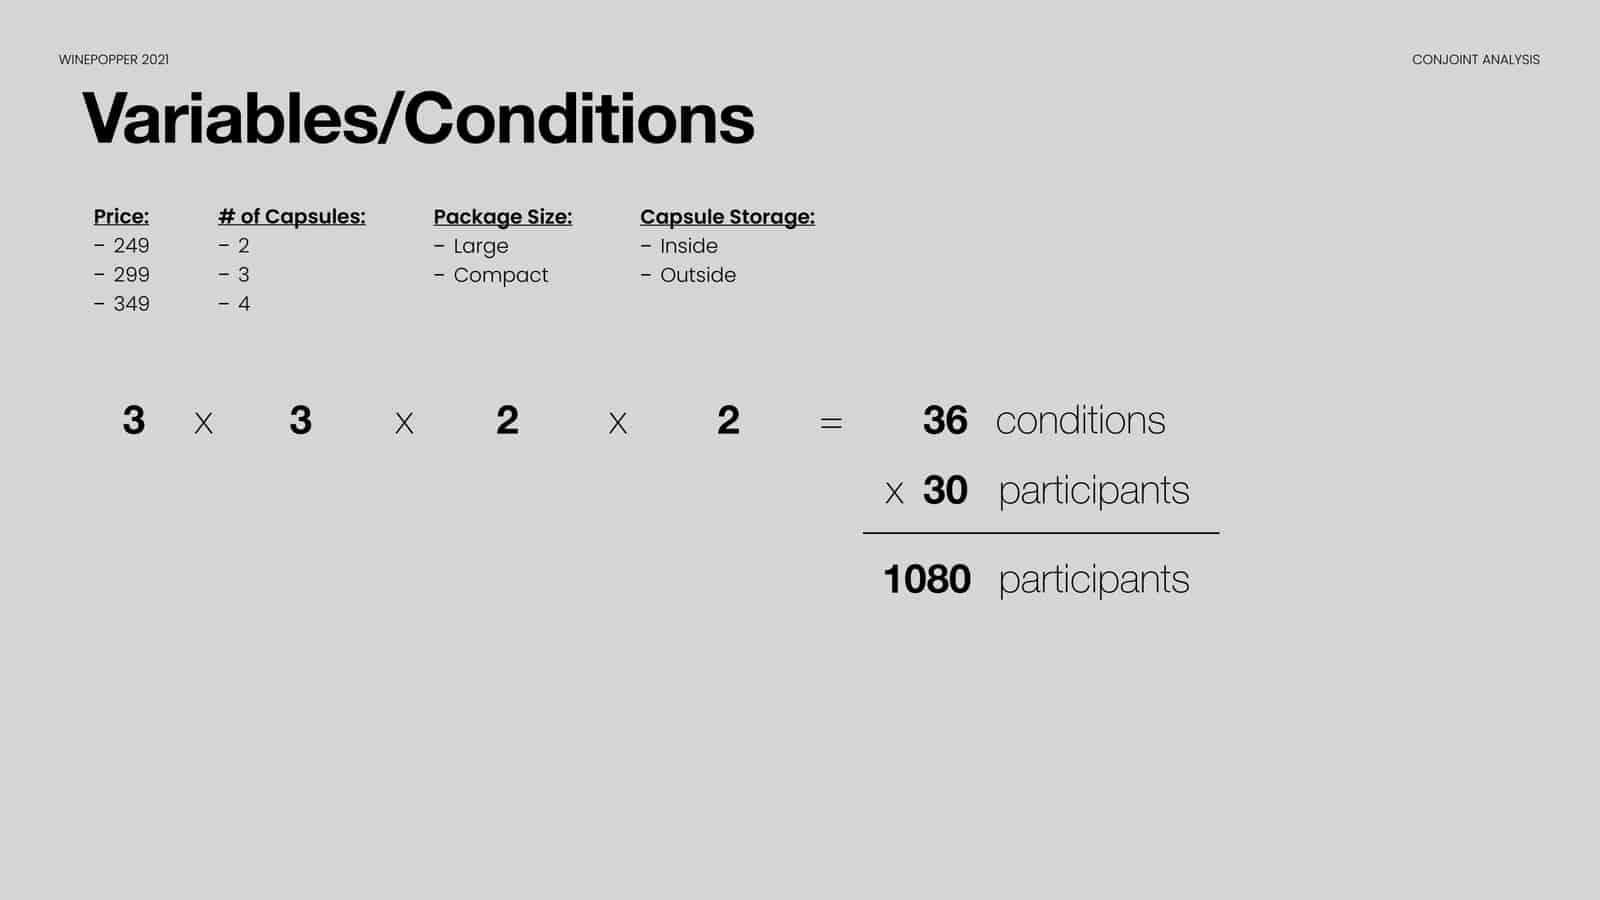 WINEPOPPER 2021
CONJOINT ANALYSIS
Variables/Conditions
Price:
- 249
- 299
- 349
# of Capsules:
- 2
- 3
- 4
Package Size:
- Large
- Compact
Capsule Storage:
- Inside
- Outside
3 x 3 x 2 x 2 = 36 conditions
x 30 participants
1080 participants